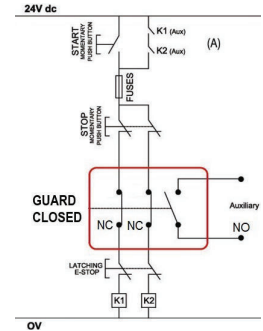 24V dc
START
MOMENTARY
PUSH BUTTON
K1 (Aux)
(A)
K2 (Aux)
FUSES
STOP
MOMENTARY
PUSH BUTTON
GUARD
CLOSED
NC
NC
Auxiliary
NO
LATCHING
E-STOP
K1
K2
OV